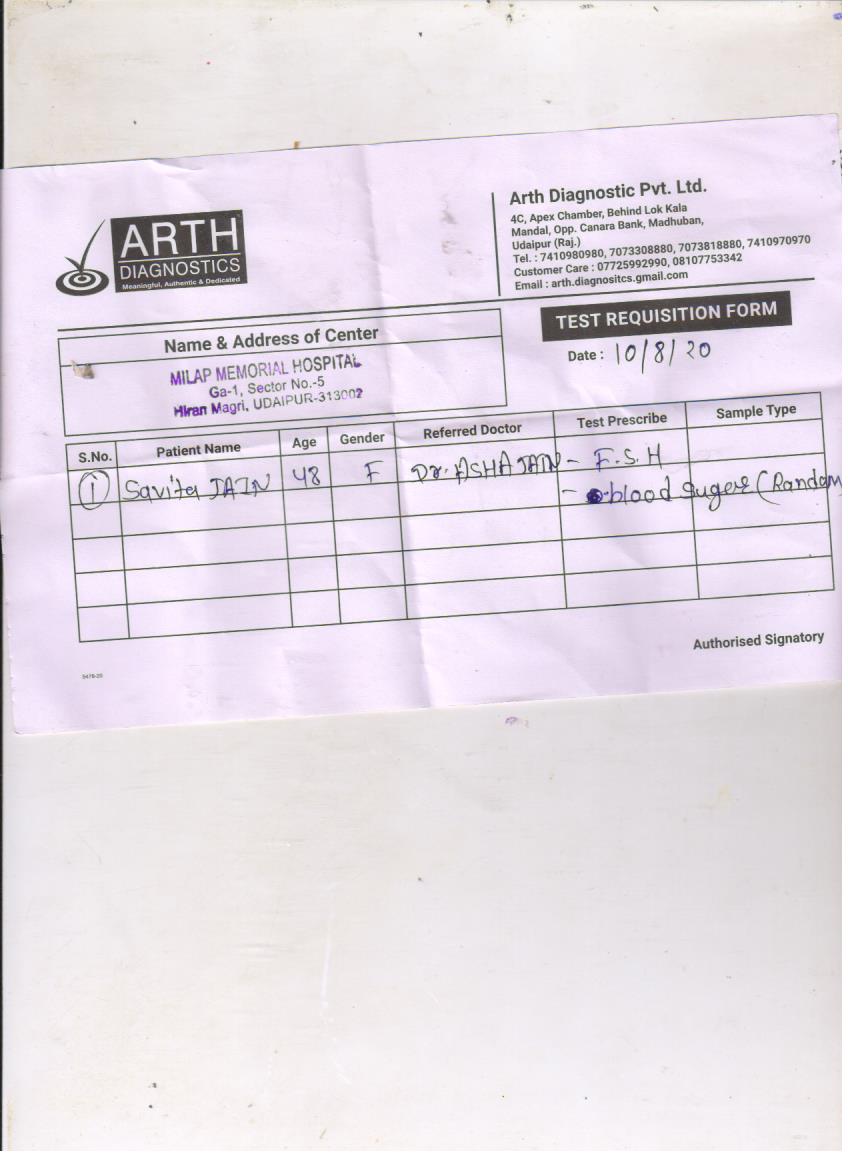 ARTH
DIAGNOSTICS
Meaningful, Authentic & Dedicated
Arth Diagnostic Pvt. Ltd.
4C, Apex Chamber, Behind Lok Kala
Mandal, Opp. Canara Bank, Madhuban,
Udaipur (Raj.)
Tel. : 7410980980, 7073308880, 7073818880, 7410970970
Customer Care : 07725992990, 08107753342
Email : arth.diagnositcs.gmail.com
TEST REQUISITION FORM
Date : 10/8/20
Name & Address of Center
MILAP MEMORIAL HOSPITAL
Ga-1, Sector No.-5
Hiran Magri, UDAIPUR-313002
S.No. Patient Name Age Gender Referred Doctor Test Prescribe Sample Type
1 Savita JAIN 48 F Dr. ASHA JAIN - F.S.H
- blood suger (Random
Authorised Signatory
5478-20